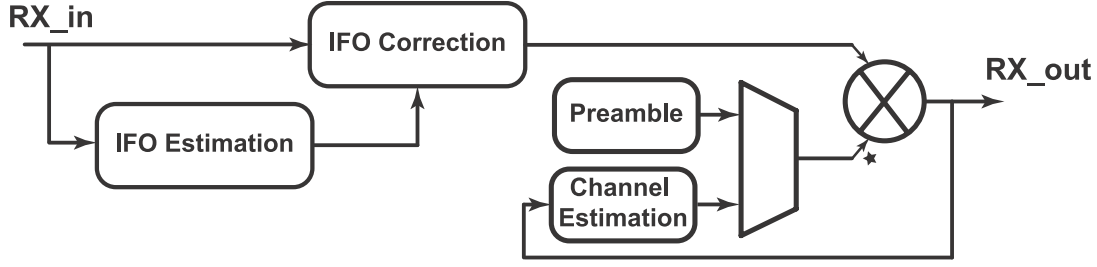 RX_in
IFO Correction
RX_out
Preamble
IFO Estimation
Channel
Estimation